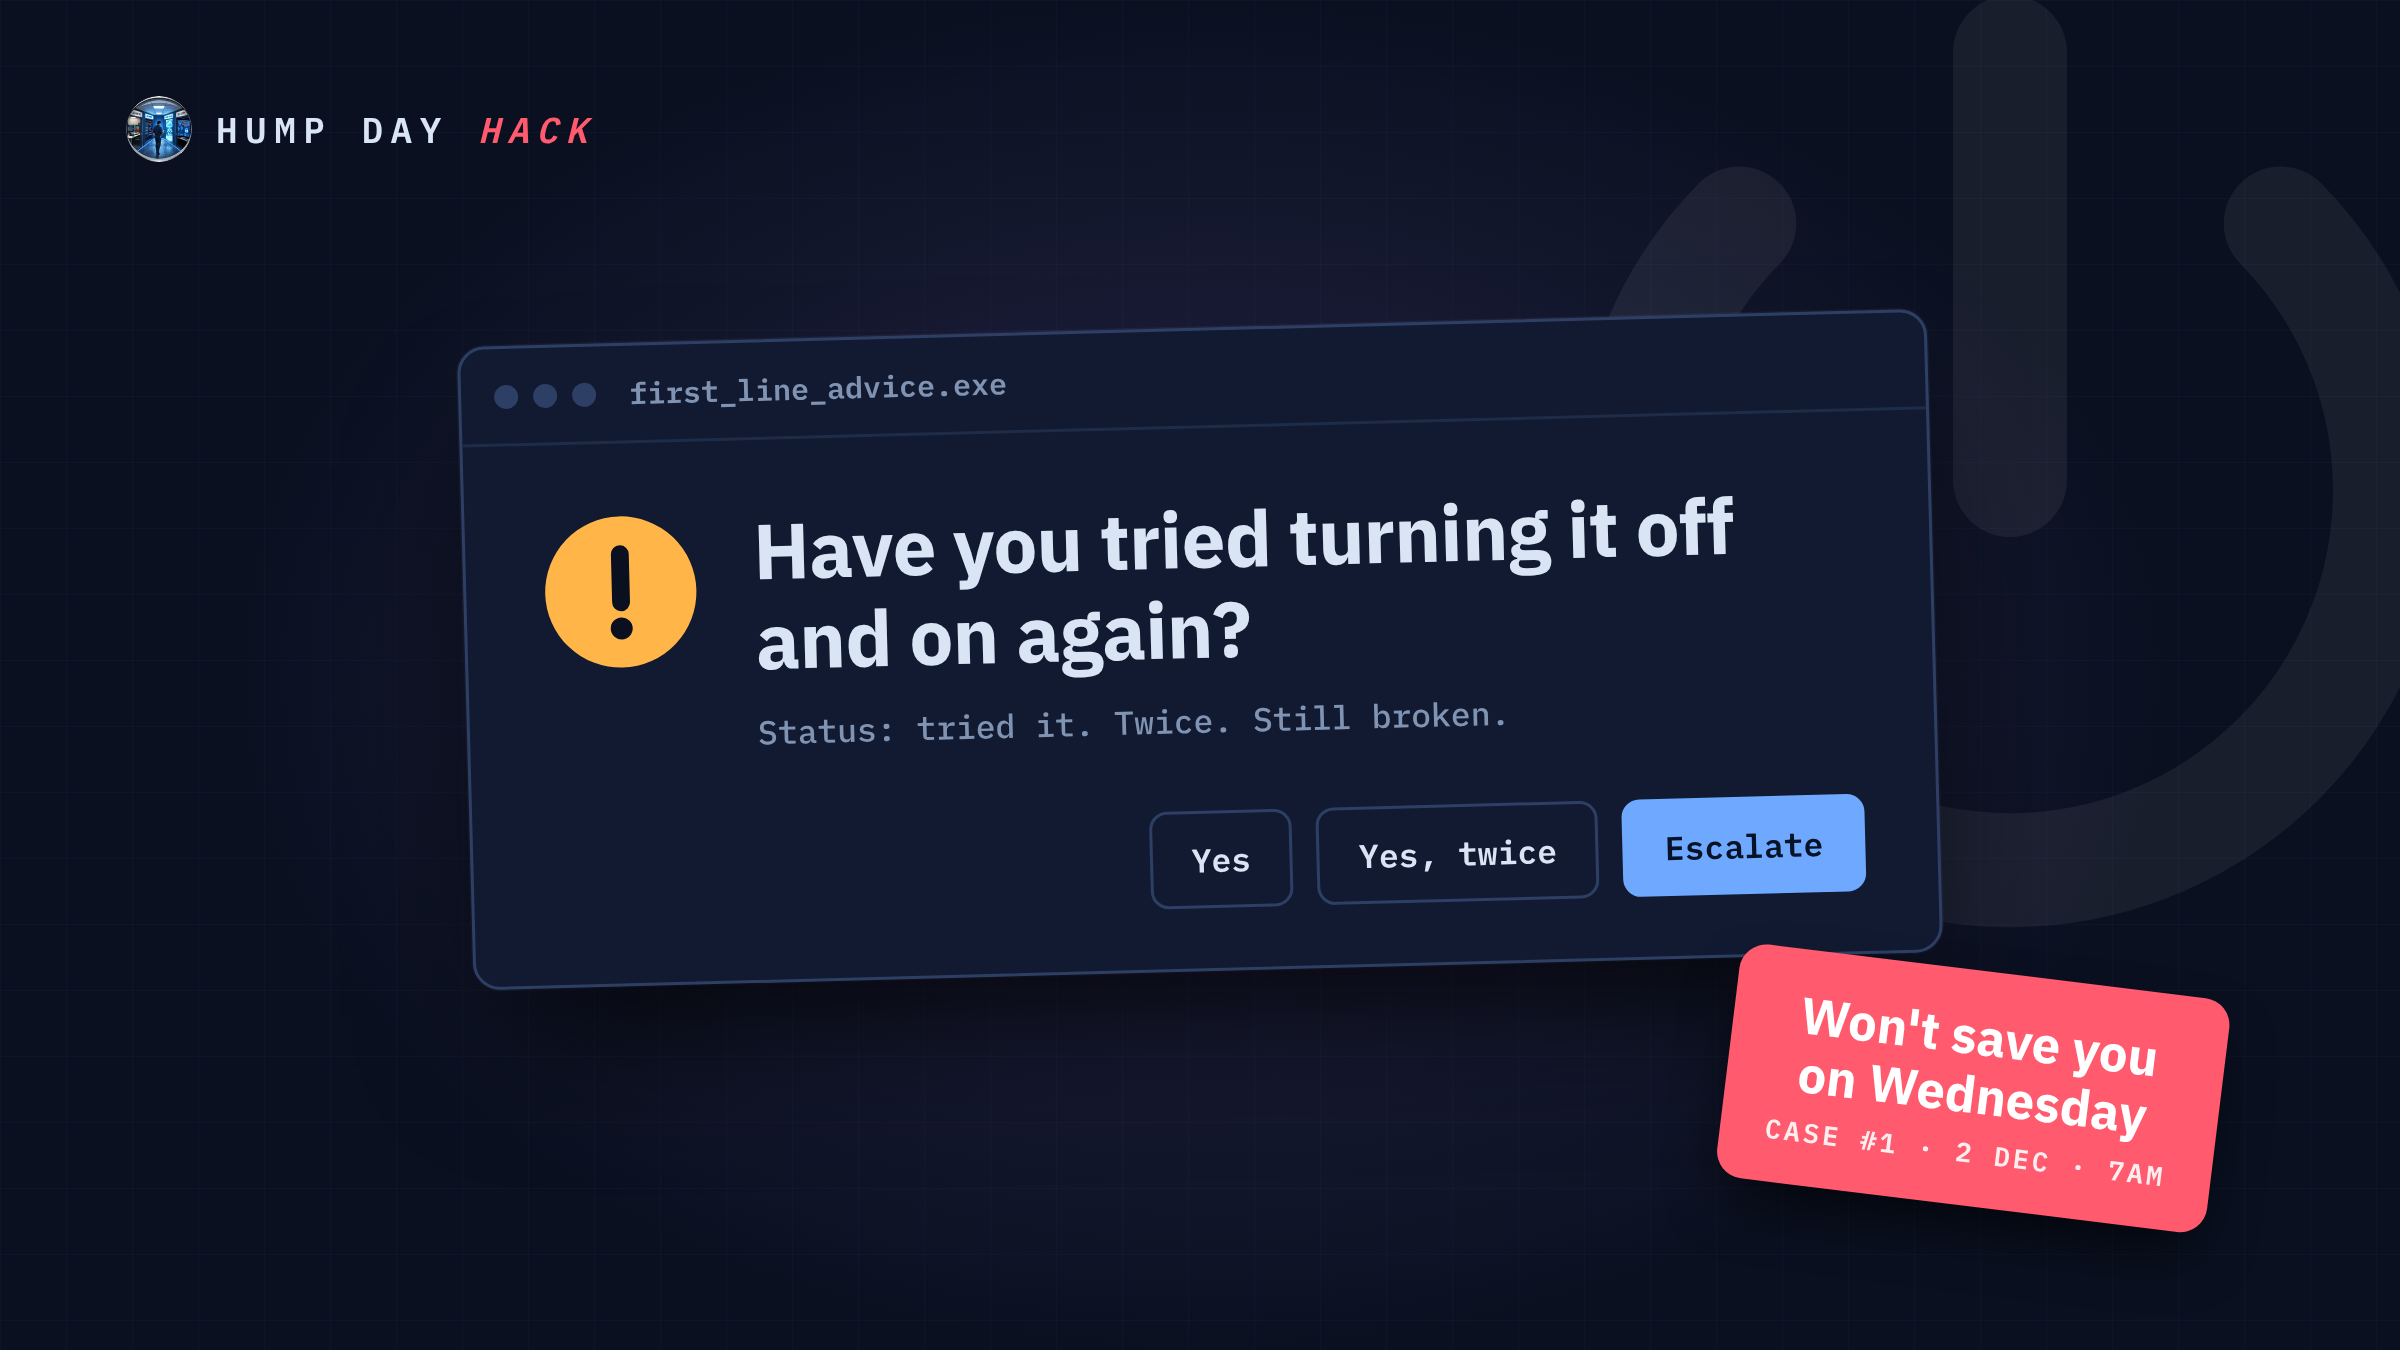 HUMP DAY HACK
first_line_advice.exe
Have you tried turning it off
and on again?
Status: tried it. Twice. Still broken.
Yes
Yes, twice
Escalate
Won't save you
on Wednesday
CASE #1 · 2 DEC · 7AM